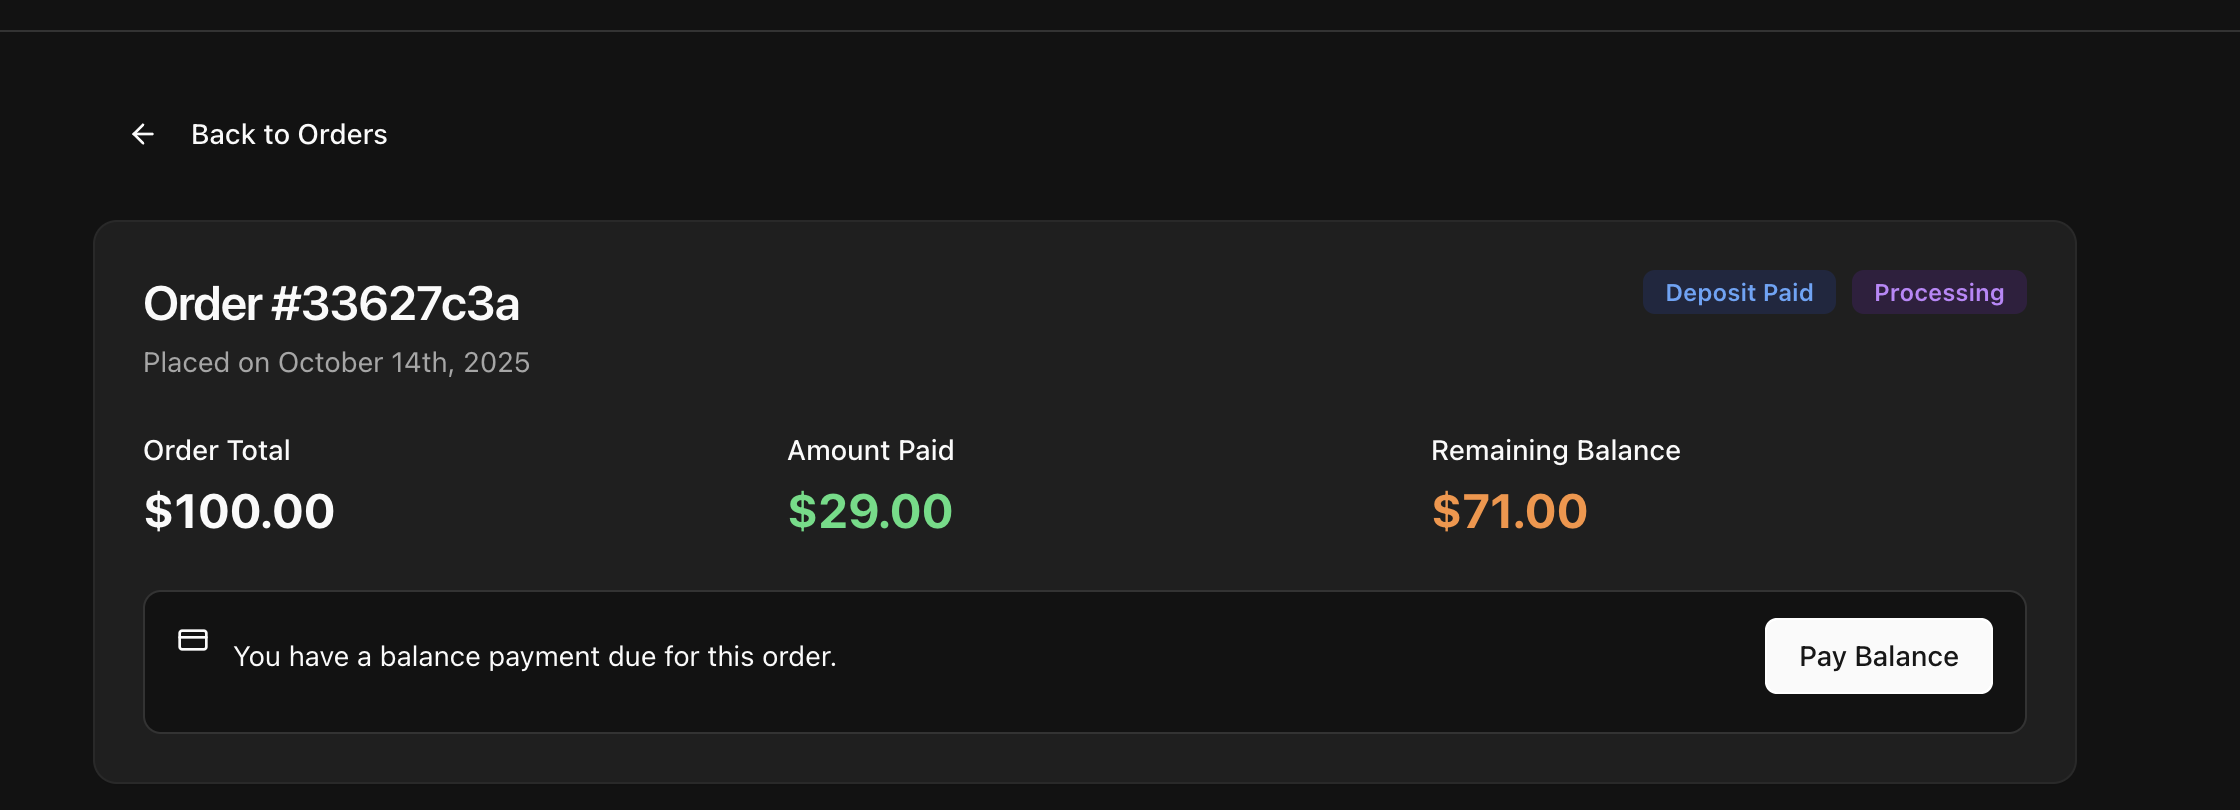 Back to Orders
Order #33627c3a
Deposit Paid
Processing
Placed on October 14th, 2025
Order Total
Amount Paid
Remaining Balance
$100.00
$29.00
$71.00
You have a balance payment due for this order.
Pay Balance